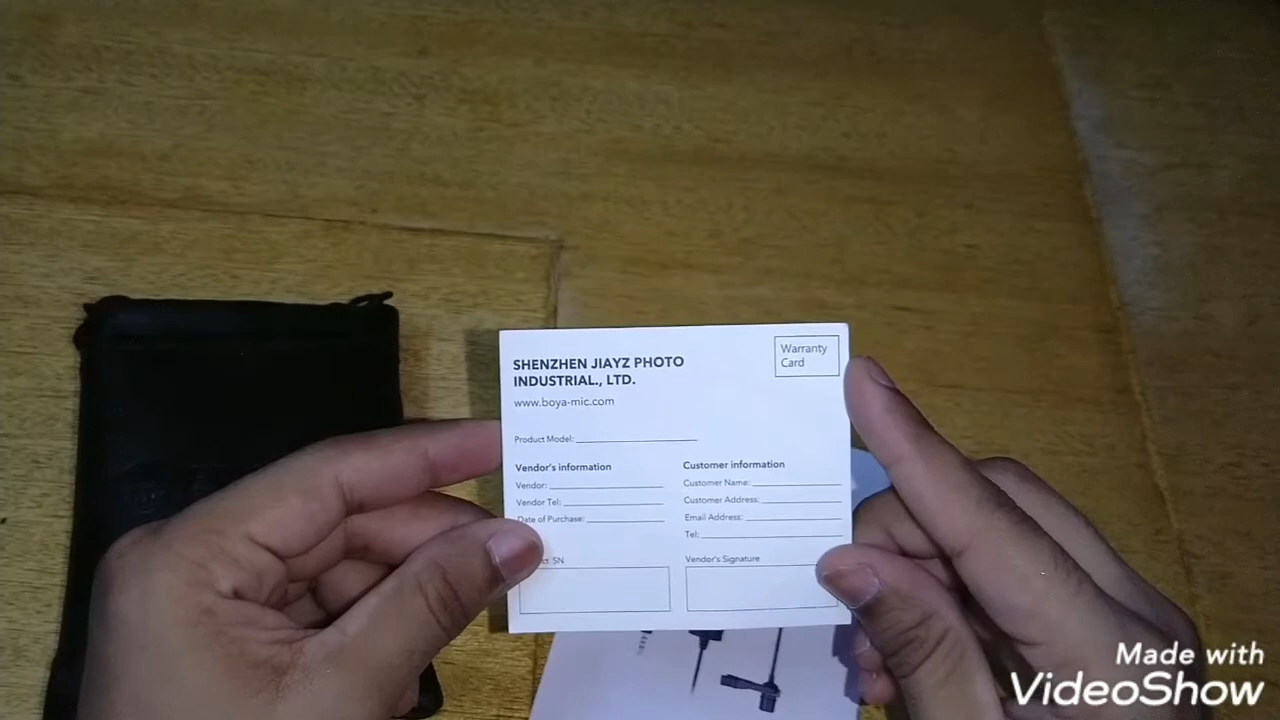 SHENZHEN JIAYZ PHOTO
INDUSTRIAL., LTD.
www.boya-mic.com
Warranty
Card
Product Model:
Vendor's information
Vendor:
Vendor Tel:
Date of Purchase:
SN
Customer information
Customer Name:
Customer Address:
Email Address:
Tel:
Vendor's Signature
Made with
VideoShow